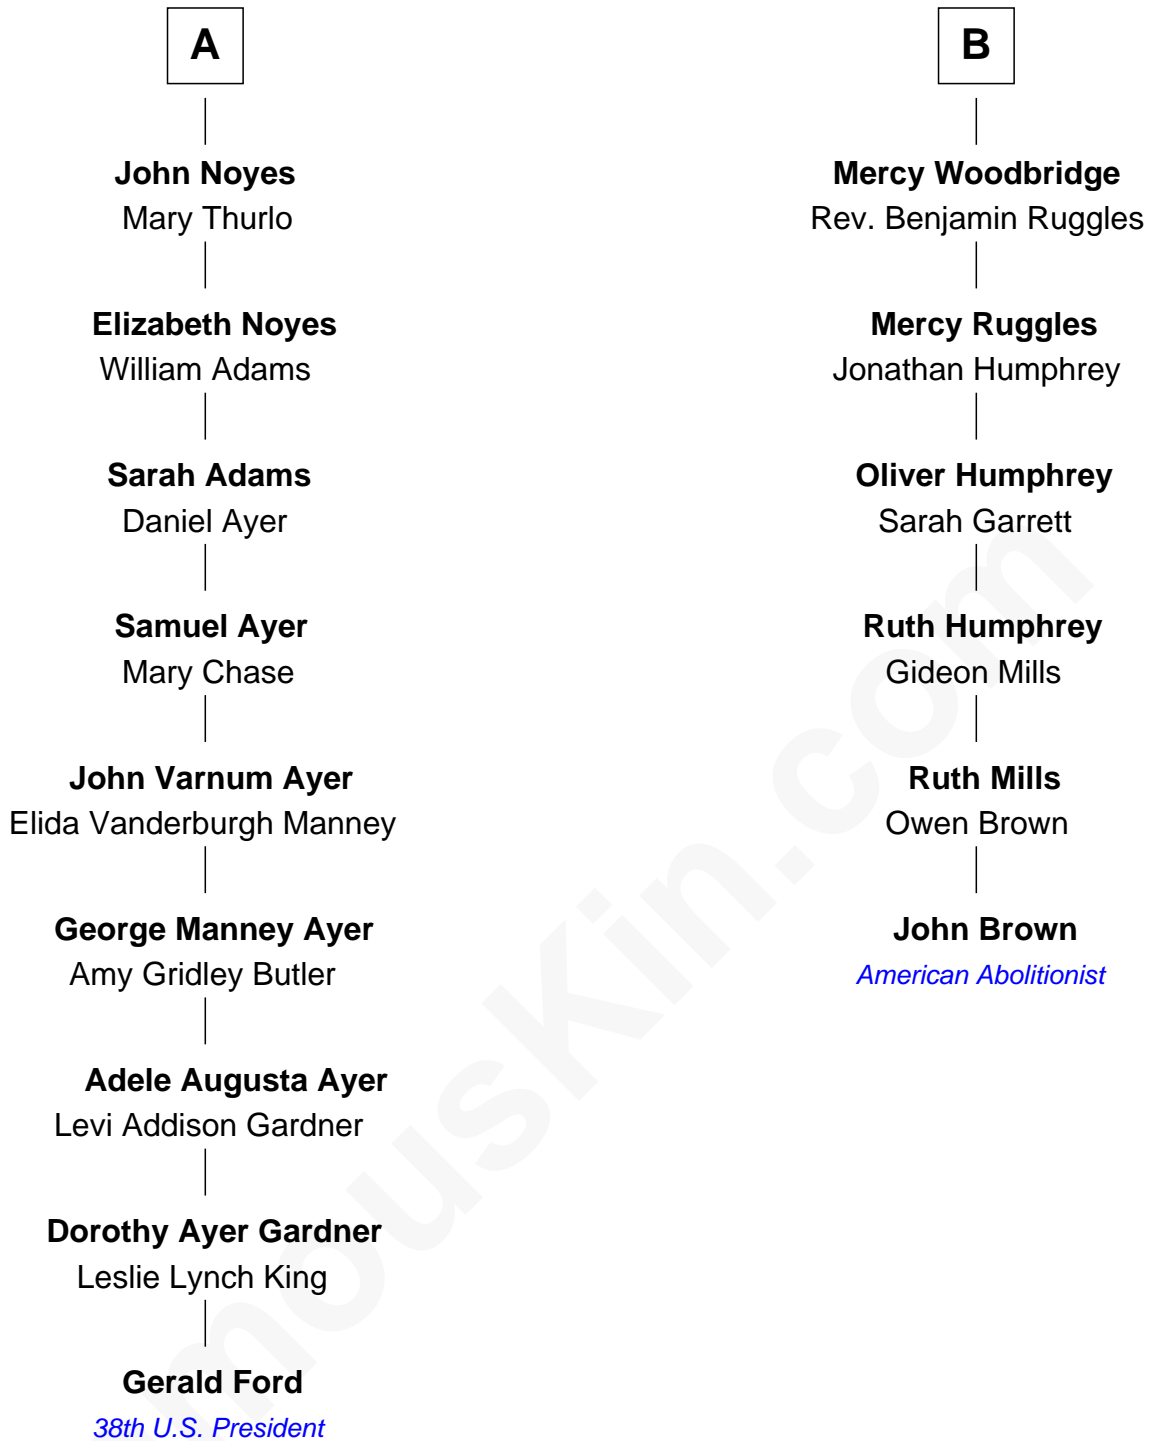 A
John Noyes
Mary Thurlo
Elizabeth Noyes
William Adams
Sarah Adams
Daniel Ayer
Samuel Ayer
Mary Chase
John Varnum Ayer
Elida Vanderburgh Manney
George Manney Ayer
Amy Gridley Butler
Adele Augusta Ayer
Levi Addison Gardner
Dorothy Ayer Gardner
Leslie Lynch King
Gerald Ford
38th U.S. President
B
Mercy Woodbridge
Rev. Benjamin Ruggles
Mercy Ruggles
Jonathan Humphrey
Oliver Humphrey
Sarah Garrett
Ruth Humphrey
Gideon Mills
Ruth Mills
Owen Brown
John Brown
American Abolitionist
mousKin.com